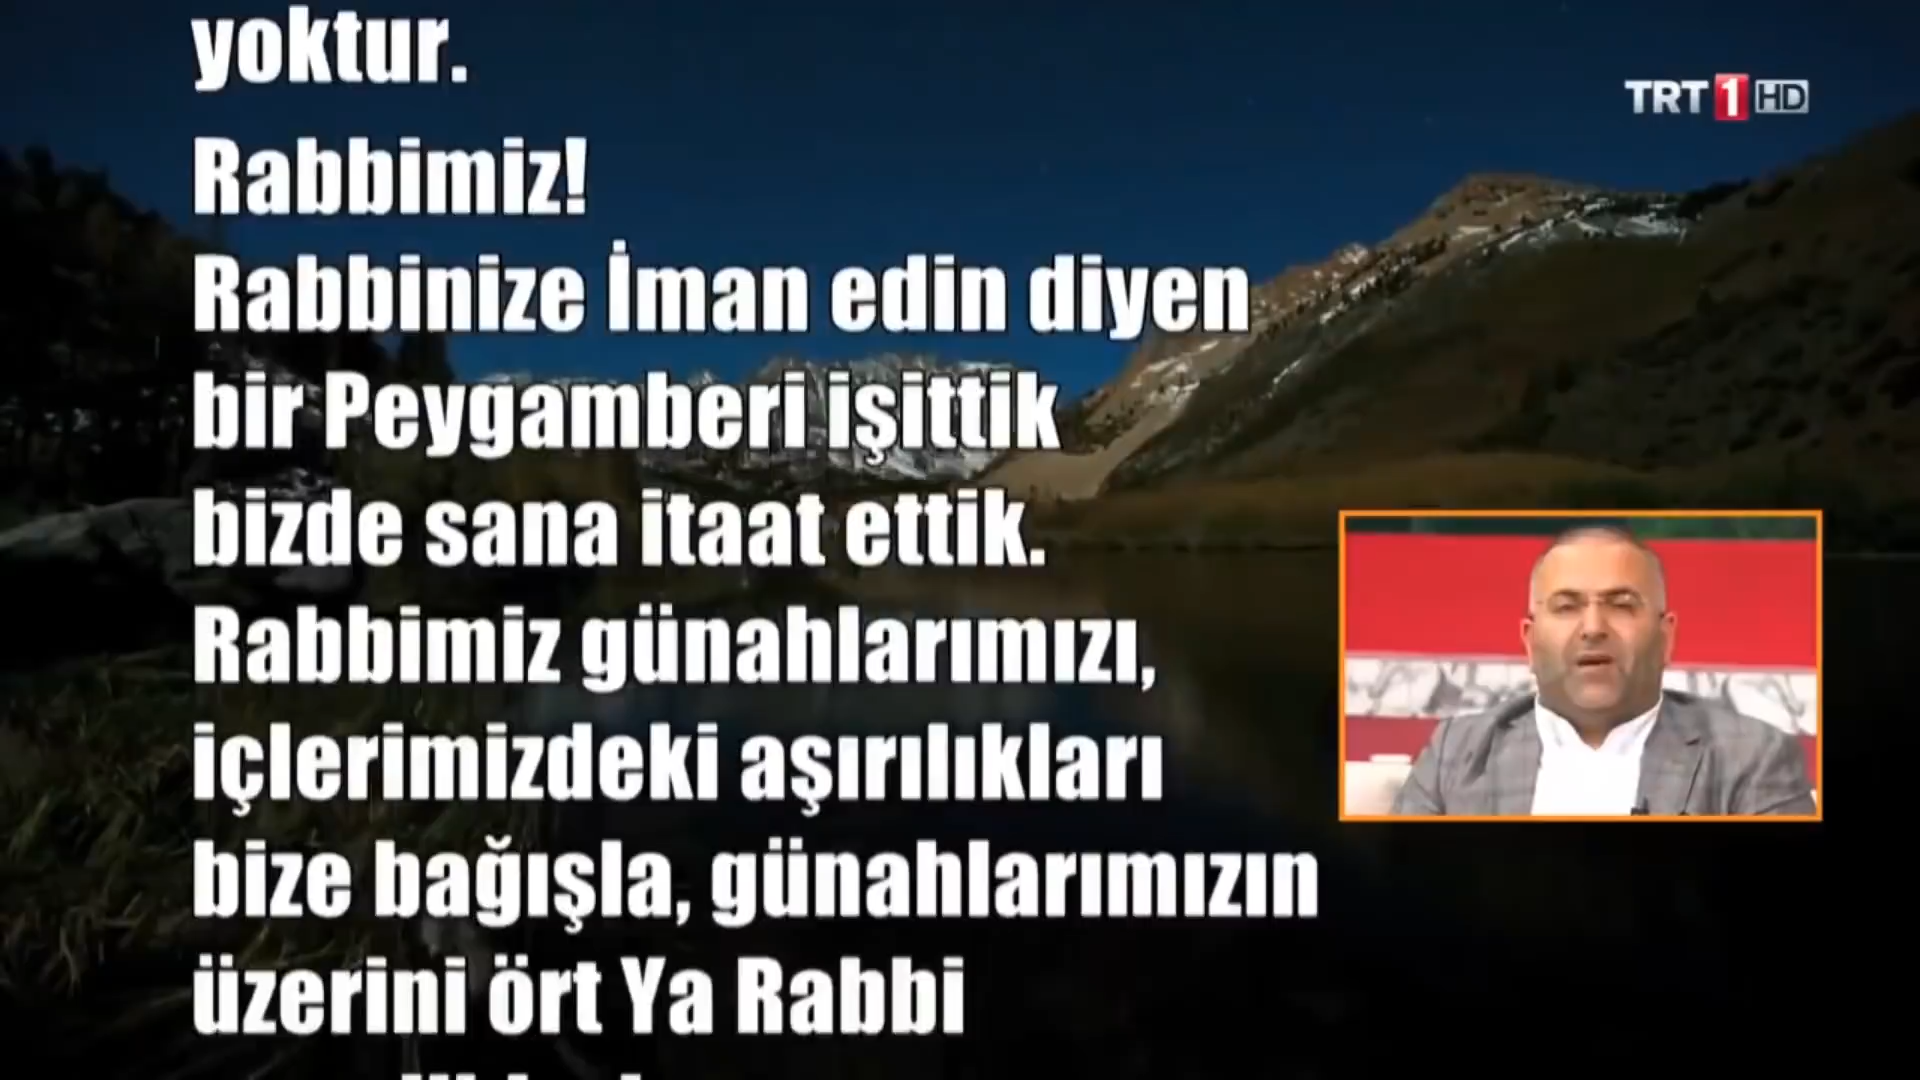 yoktur.
TRT 1 HD
Rabbimiz!
Rabbinize İman edin diyen
bir Peygamberi işittik
bizde sana itaat ettik.
Rabbimiz günahlarımızı,
içlerimizdeki aşırılıkları
bize bağışla, günahlarımızın
üzerini ört Ya Rabbi